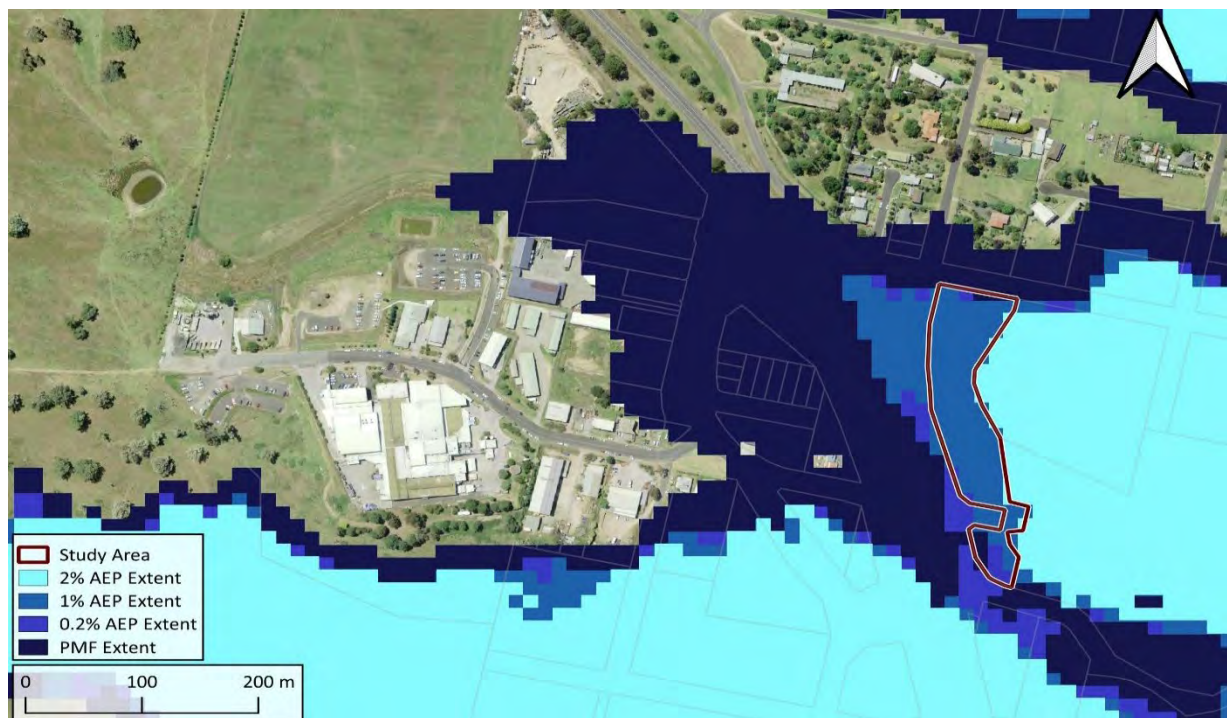 Study Area
2% AEP Extent
1% AEP Extent
0.2% AEP Extent
PMF Extent
0 100 200 m